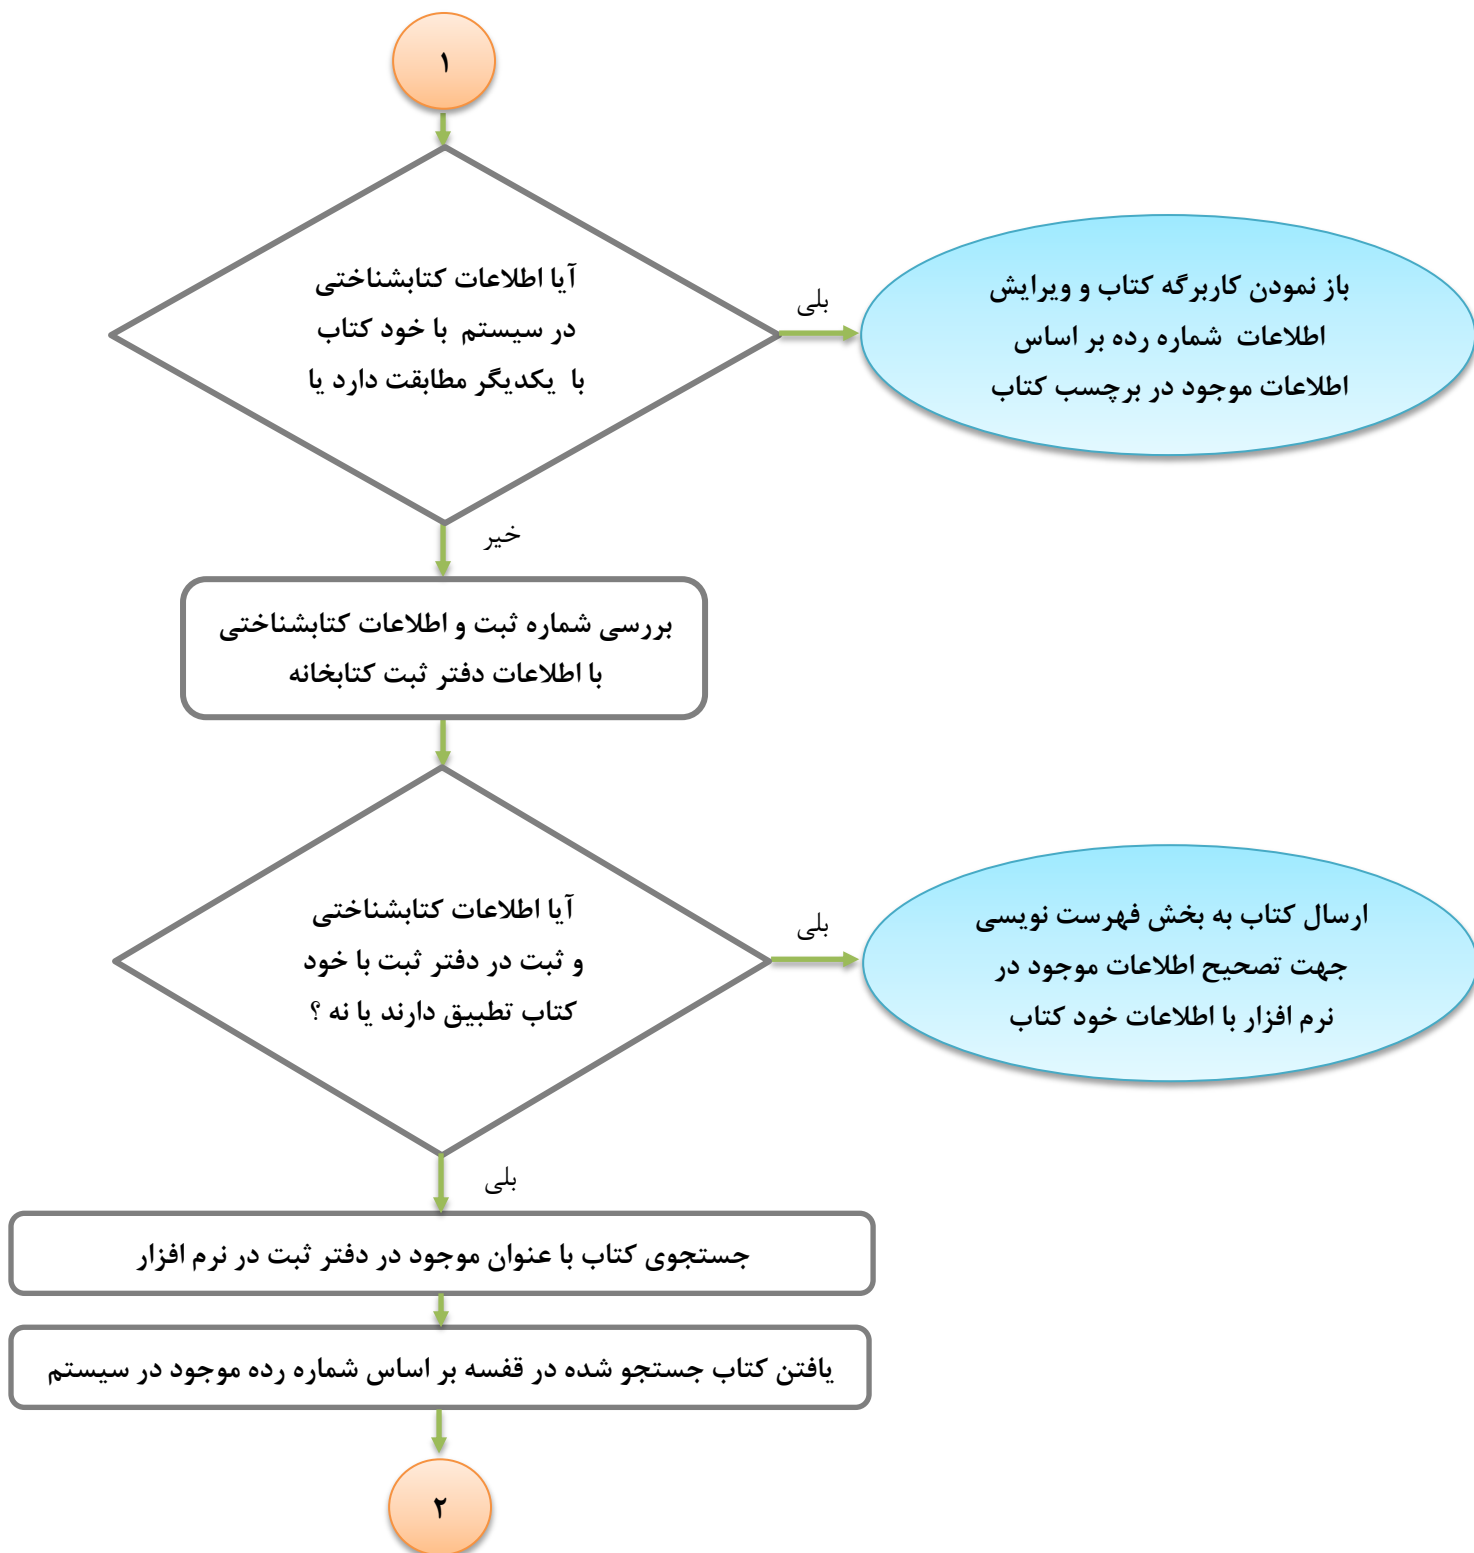 ۱
آیا اطلاعات کتابشناختی
در سیستم با خود کتاب
با یکدیگر مطابقت دارد یا
بلی
باز نمودن کاربرگه کتاب و ویرایش
اطلاعات شماره رده بر اساس
اطلاعات موجود در برچسب کتاب
خیر
بررسی شماره ثبت و اطلاعات کتابشناختی
با اطلاعات دفتر ثبت کتابخانه
آیا اطلاعات کتابشناختی
و ثبت در دفتر ثبت با خود
کتاب تطبیق دارند یا نه ؟
بلی
ارسال کتاب به بخش فهرست نویسی
جهت تصحیح اطلاعات موجود در
نرم افزار با اطلاعات خود کتاب
بلی
جستجوی کتاب با عنوان موجود در دفتر ثبت در نرم افزار
یافتن کتاب جستجو شده در قفسه بر اساس شماره رده موجود در سیستم
۲